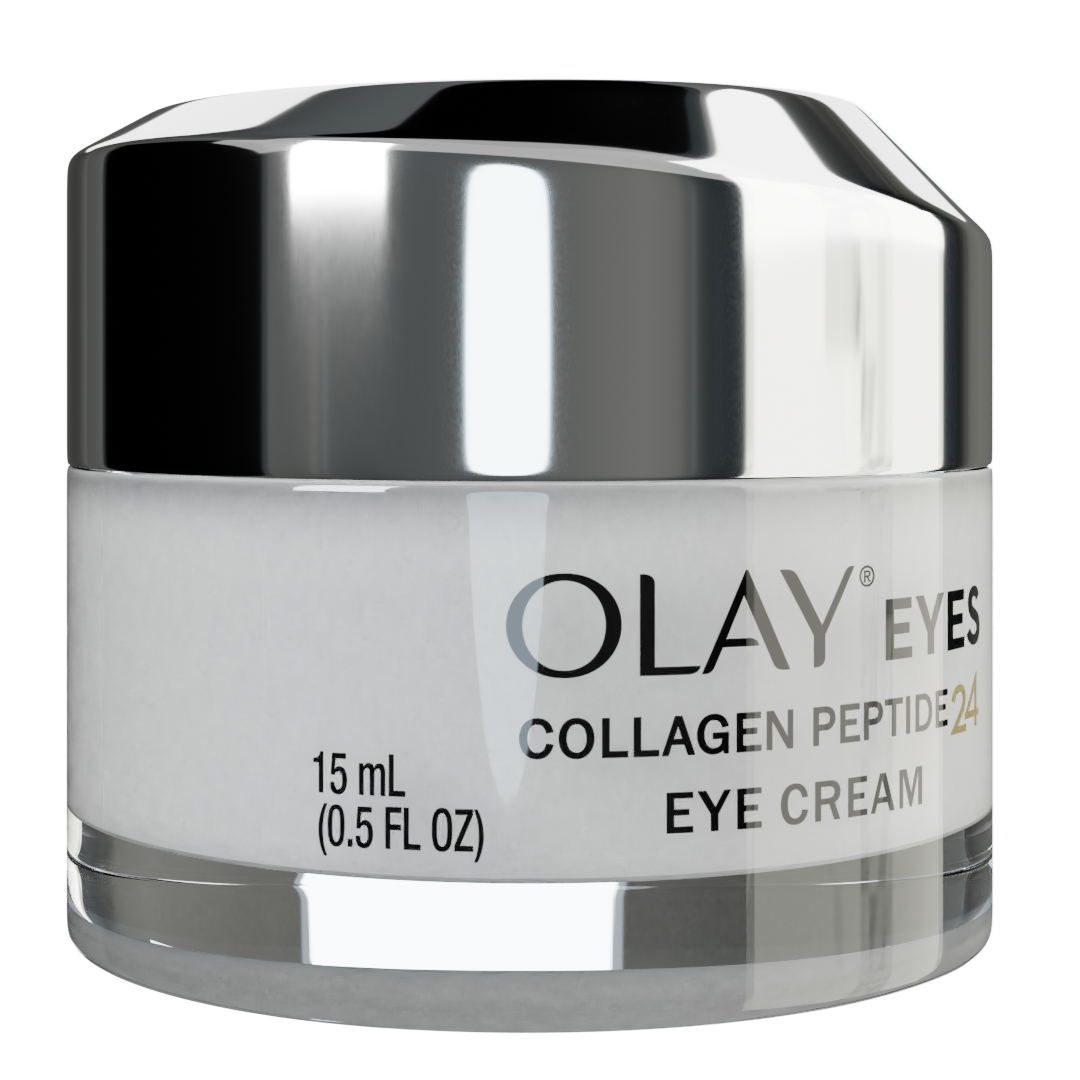 OLAY® EYES
COLLAGEN PEPTIDE24
EYE CREAM
15 mL
(0.5 FL OZ)